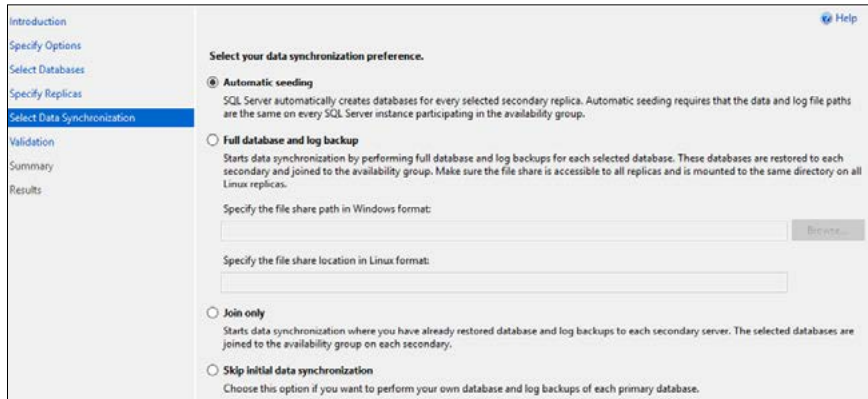 Introduction
Specify Options
Select Databases
Specify Replicas
Select Data Synchronization
Validation
Summary
Results
Help
Select your data synchronization preference.
Automatic seeding
SQL Server automatically creates databases for every selected secondary replica. Automatic seeding requires that the data and log file paths
are the same on every SQL Server instance participating in the availability group.
Full database and log backup
Starts data synchronization by performing full database and log backups for each selected database. These databases are restored to each
secondary and joined to the availability group. Make sure the file share is accessible to all replicas and is mounted to the same directory on all
Linux replicas.
Specify the file share path in Windows format:
Browse...
Specify the file share location in Linux format:
Join only
Starts data synchronization where you have already restored database and log backups to each secondary server. The selected databases are
joined to the availability group on each secondary.
Skip initial data synchronization
Choose this option if you want to perform your own database and log backups of each primary database.